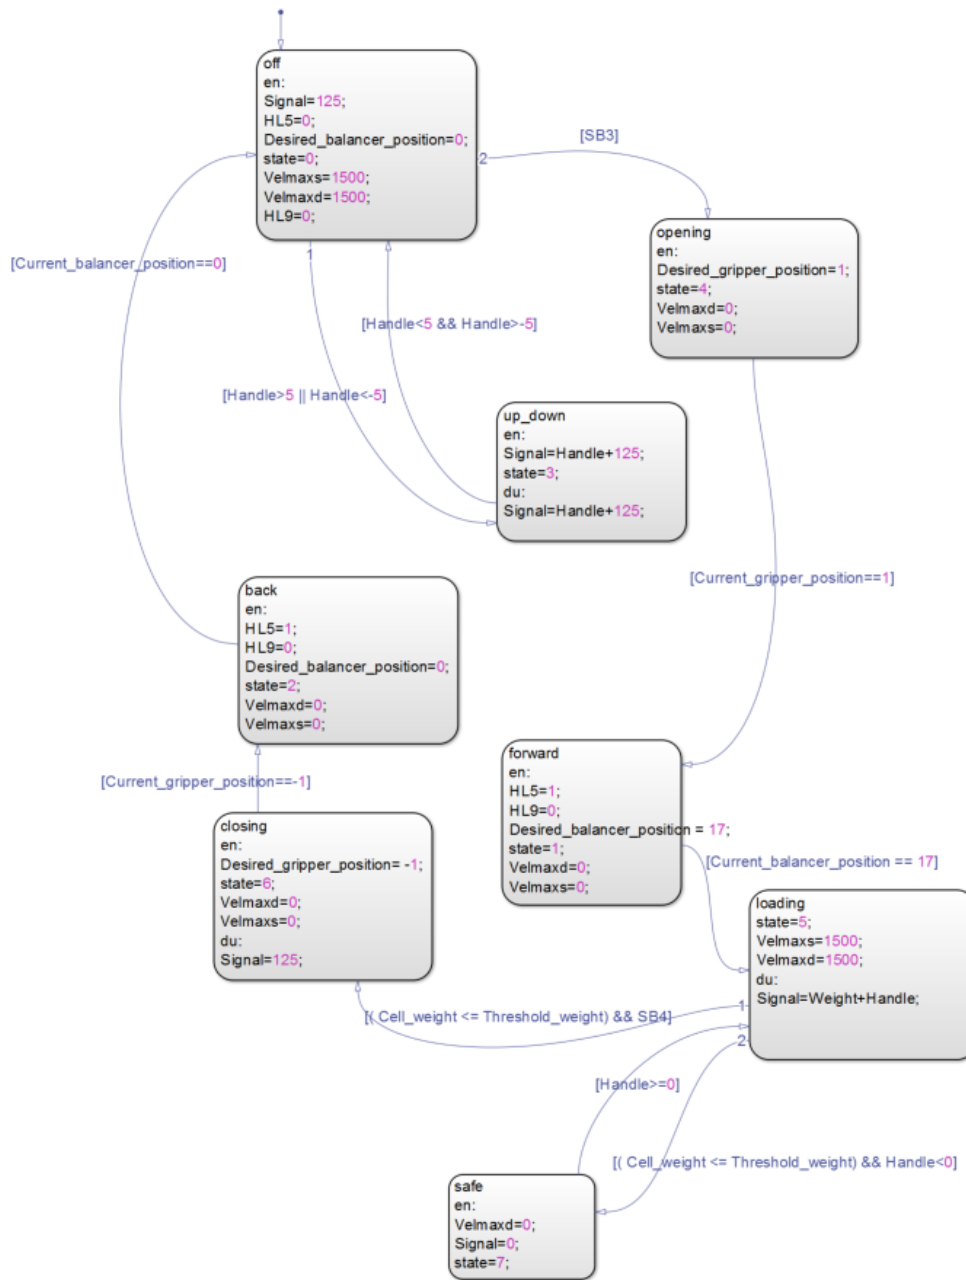 off
en:
Signal=125;
HL5=0;
Desired_balancer_position=0;
state=0;
Velmaxs=1500;
Velmaxd=1500;
HL9=0;
2
[SB3]
1
opening
en:
Desired_gripper_position=1;
state=4;
Velmaxd=0;
Velmaxs=0;
[Current_balancer_position==0]
[Handle<5 && Handle>-5]
[Handle>5 || Handle<-5]
up_down
en:
Signal=Handle+125;
state=3;
du:
Signal=Handle+125;
[Current_gripper_position==1]
back
en:
HL5=1;
HL9=0;
Desired_balancer_position=0;
state=2;
Velmaxd=0;
Velmaxs=0;
forward
en:
HL5=1;
HL9=0;
Desired_balancer_position = 17;
state=1;
Velmaxd=0;
Velmaxs=0;
[Current_gripper_position==-1]
closing
en:
Desired_gripper_position= -1;
state=6;
Velmaxd=0;
Velmaxs=0;
du:
Signal=125;
[Current_balancer_position == 17]
loading
state=5;
Velmaxs=1500;
Velmaxd=1500;
du:
Signal=Weight+Handle;
1
[( Cell_weight <= Threshold_weight) && SB4]
2
[Handle>=0]
[( Cell_weight <= Threshold_weight) && Handle<0]
safe
en:
Velmaxd=0;
Signal=0;
state=7;